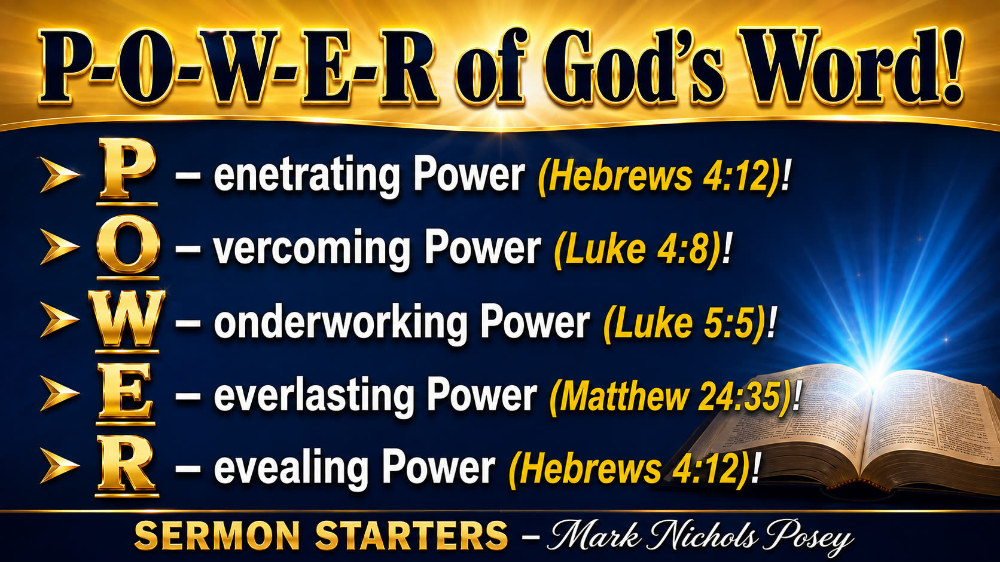 P-O-W-E-R of God's Word!
P – enetrating Power (Hebrews 4:12)!
O – vercoming Power (Luke 4:8)!
W – onderworking Power (Luke 5:5)!
E – everlasting Power (Matthew 24:35)!
R – evealing Power (Hebrews 4:12)!
SERMON STARTERS – Mark Nichols Posey